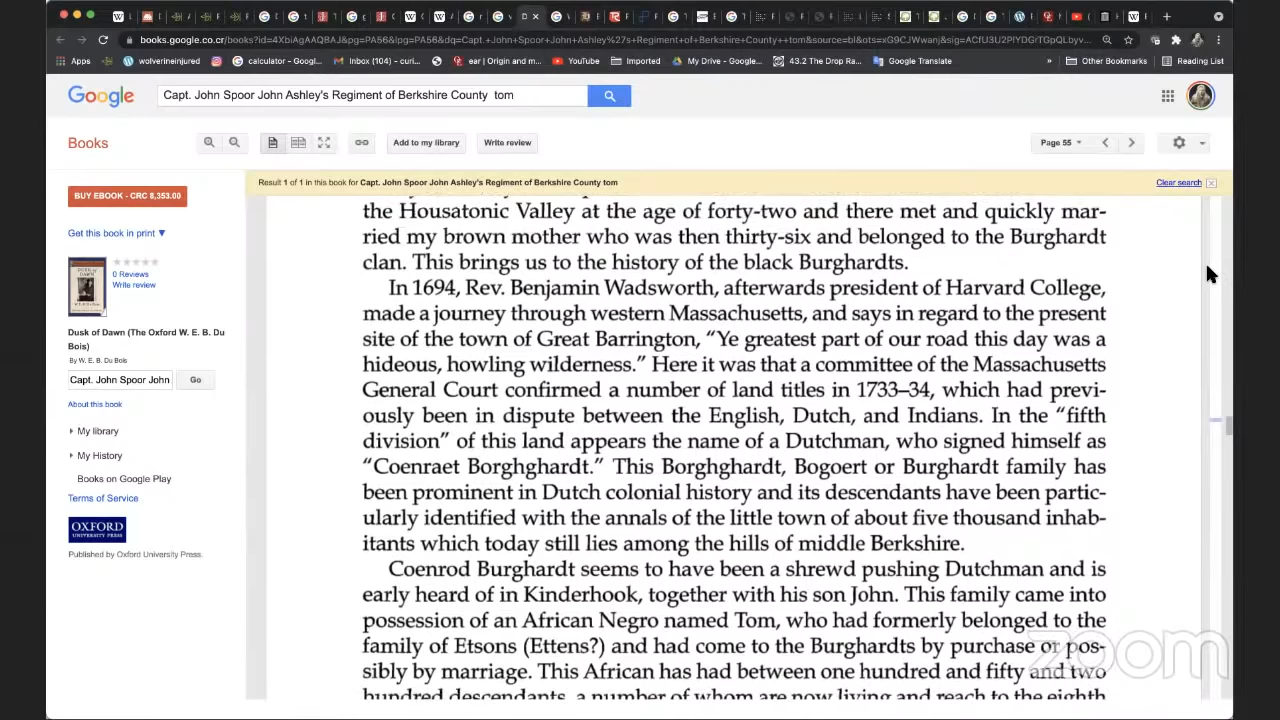 books.google.co.cr/books?id=4XbiAgAAQBAJ&pg=PA56&lpg=PA56&dq=Capt.+John+Spoor+John+Ashley%27s+Regiment+of+Berkshire+County++tom&source=bl&ots=xG9CJWwanj&sig=ACfU3U2PlYDGrTGpQLbyv...
Apps wolverineinjured calculator - Googl... Inbox (104) - curi... ear | Origin and m... YouTube Imported My Drive - Google... 43.2 The Drop Ra... Google Translate » Other Bookmarks Reading List
Google Capt. John Spoor John Ashley's Regiment of Berkshire County tom
Books Add to my library Write review Page 55
Result 1 of 1 in this book for Capt. John Spoor John Ashley's Regiment of Berkshire County tom Clear search
BUY EBOOK - CRC 8,353.00
Get this book in print ▼
0 Reviews
Write review
Dusk of Dawn (The Oxford W. E. B. Du
Bois)
By W. E. B. Du Bois
Capt. John Spoor John Go
About this book
My library
My History
Books on Google Play
Terms of Service
OXFORD
UNIVERSITY PRESS
Published by Oxford University Press.
the Housatonic Valley at the age of forty-two and there met and quickly mar-
ried my brown mother who was then thirty-six and belonged to the Burghardt
clan. This brings us to the history of the black Burghardts.
In 1694, Rev. Benjamin Wadsworth, afterwards president of Harvard College,
made a journey through western Massachusetts, and says in regard to the present
site of the town of Great Barrington, “Ye greatest part of our road this day was a
hideous, howling wilderness.” Here it was that a committee of the Massachusetts
General Court confirmed a number of land titles in 1733–34, which had previ-
ously been in dispute between the English, Dutch, and Indians. In the “fifth
division” of this land appears the name of a Dutchman, who signed himself as
“Coenraet Borghghardt.” This Borghghardt, Bogoert or Burghardt family has
been prominent in Dutch colonial history and its descendants have been partic-
ularly identified with the annals of the little town of about five thousand inhab-
itants which today still lies among the hills of middle Berkshire.
Coenrod Burghardt seems to have been a shrewd pushing Dutchman and is
early heard of in Kinderhook, together with his son John. This family came into
possession of an African Negro named Tom, who had formerly belonged to the
family of Etsons (Ettens?) and had come to the Burghardts by purchase or pos-
sibly by marriage. This African has had between one hundred and fifty and two
hundred descendants, a number of whom are now living and reach to the eighth
zoom